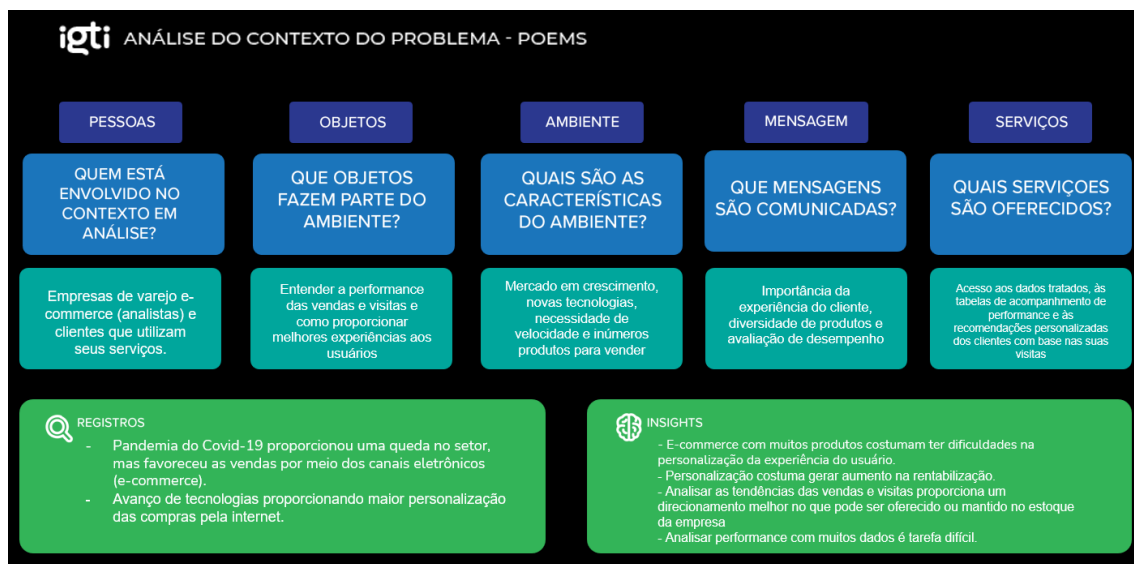 igti ANÁLISE DO CONTEXTO DO PROBLEMA - POEMS
PESSOAS
OBJETOS
AMBIENTE
MENSAGEM
SERVIÇOS
QUEM ESTÁ
ENVOLVIDO NO
CONTEXTO EM
ANÁLISE?
QUE OBJETOS
FAZEM PARTE DO
AMBIENTE?
QUAIS SÃO AS
CARACTERÍSTICAS
DO AMBIENTE?
QUE MENSAGENS
SÃO COMUNICADAS?
QUAIS SERVIÇOES
SÃO OFERECIDOS?
Empresas de varejo e-
commerce (analistas) e
clientes que utilizam
seus serviços.
Entender a performance
das vendas e visitas e
como proporcionar
melhores experiências aos
usuários
Mercado em crescimento,
novas tecnologias,
necessidade de
velocidade e inúmeros
produtos para vender
Importância da
experiência do cliente,
diversidade de produtos e
avaliação de desempenho
Acesso aos dados tratados, às
tabelas de acompanhmento de
performance e às
recomendações personalizadas
dos clientes com base nas suas
visitas
REGISTROS
- Pandemia do Covid-19 proporcionou uma queda no setor,
mas favoreceu as vendas por meio dos canais eletrônicos
(e-commerce).
- Avanço de tecnologias proporcionando maior personalização
das compras pela internet.
INSIGHTS
- E-commerce com muitos produtos costumam ter dificuldades na
personalização da experiência do usuário.
- Personalização costuma gerar aumento na rentabilização.
- Analisar as tendências das vendas e visitas proporciona um
direcionamento melhor no que pode ser oferecido ou mantido no estoque
da empresa
- Analisar performance com muitos dados é tarefa difícil.